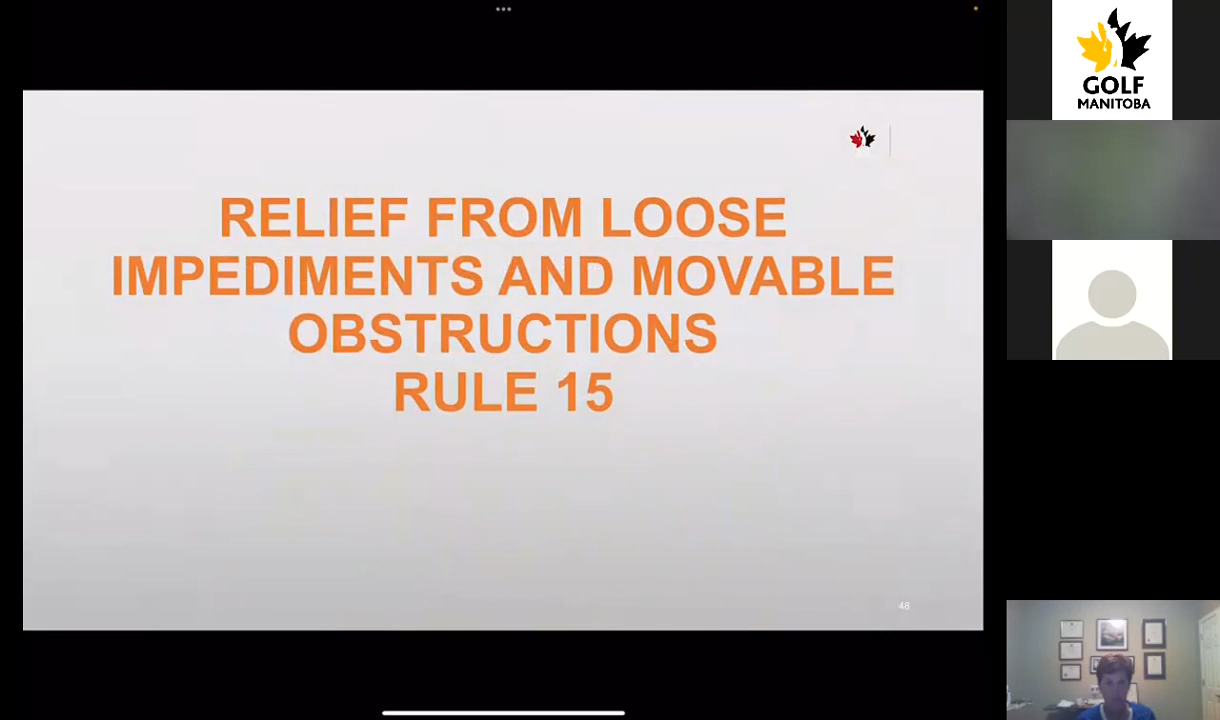 RELIEF FROM LOOSE
IMPEDIMENTS AND MOVABLE
OBSTRUCTIONS
RULE 15
48
GOLF
MANITOBA